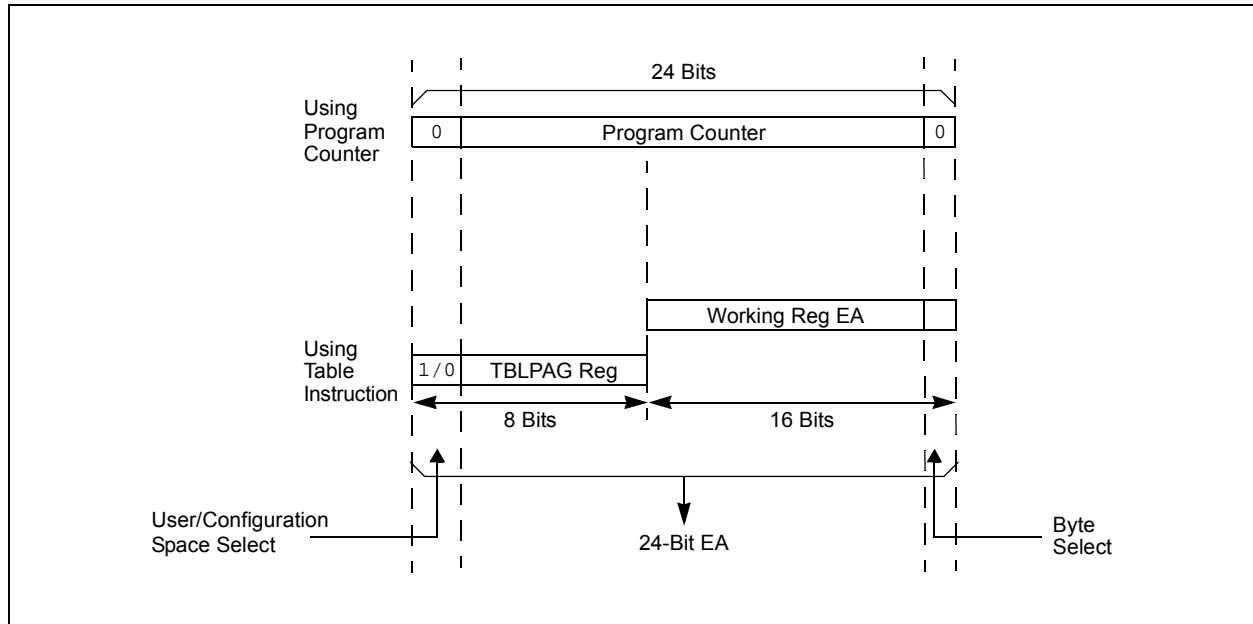 24 Bits
Using
Program
Counter
0
Program Counter
0
Working Reg EA
Using
Table
Instruction
1/0
TBLPAG Reg
8 Bits
16 Bits
User/Configuration
Space Select
24-Bit EA
Byte
Select